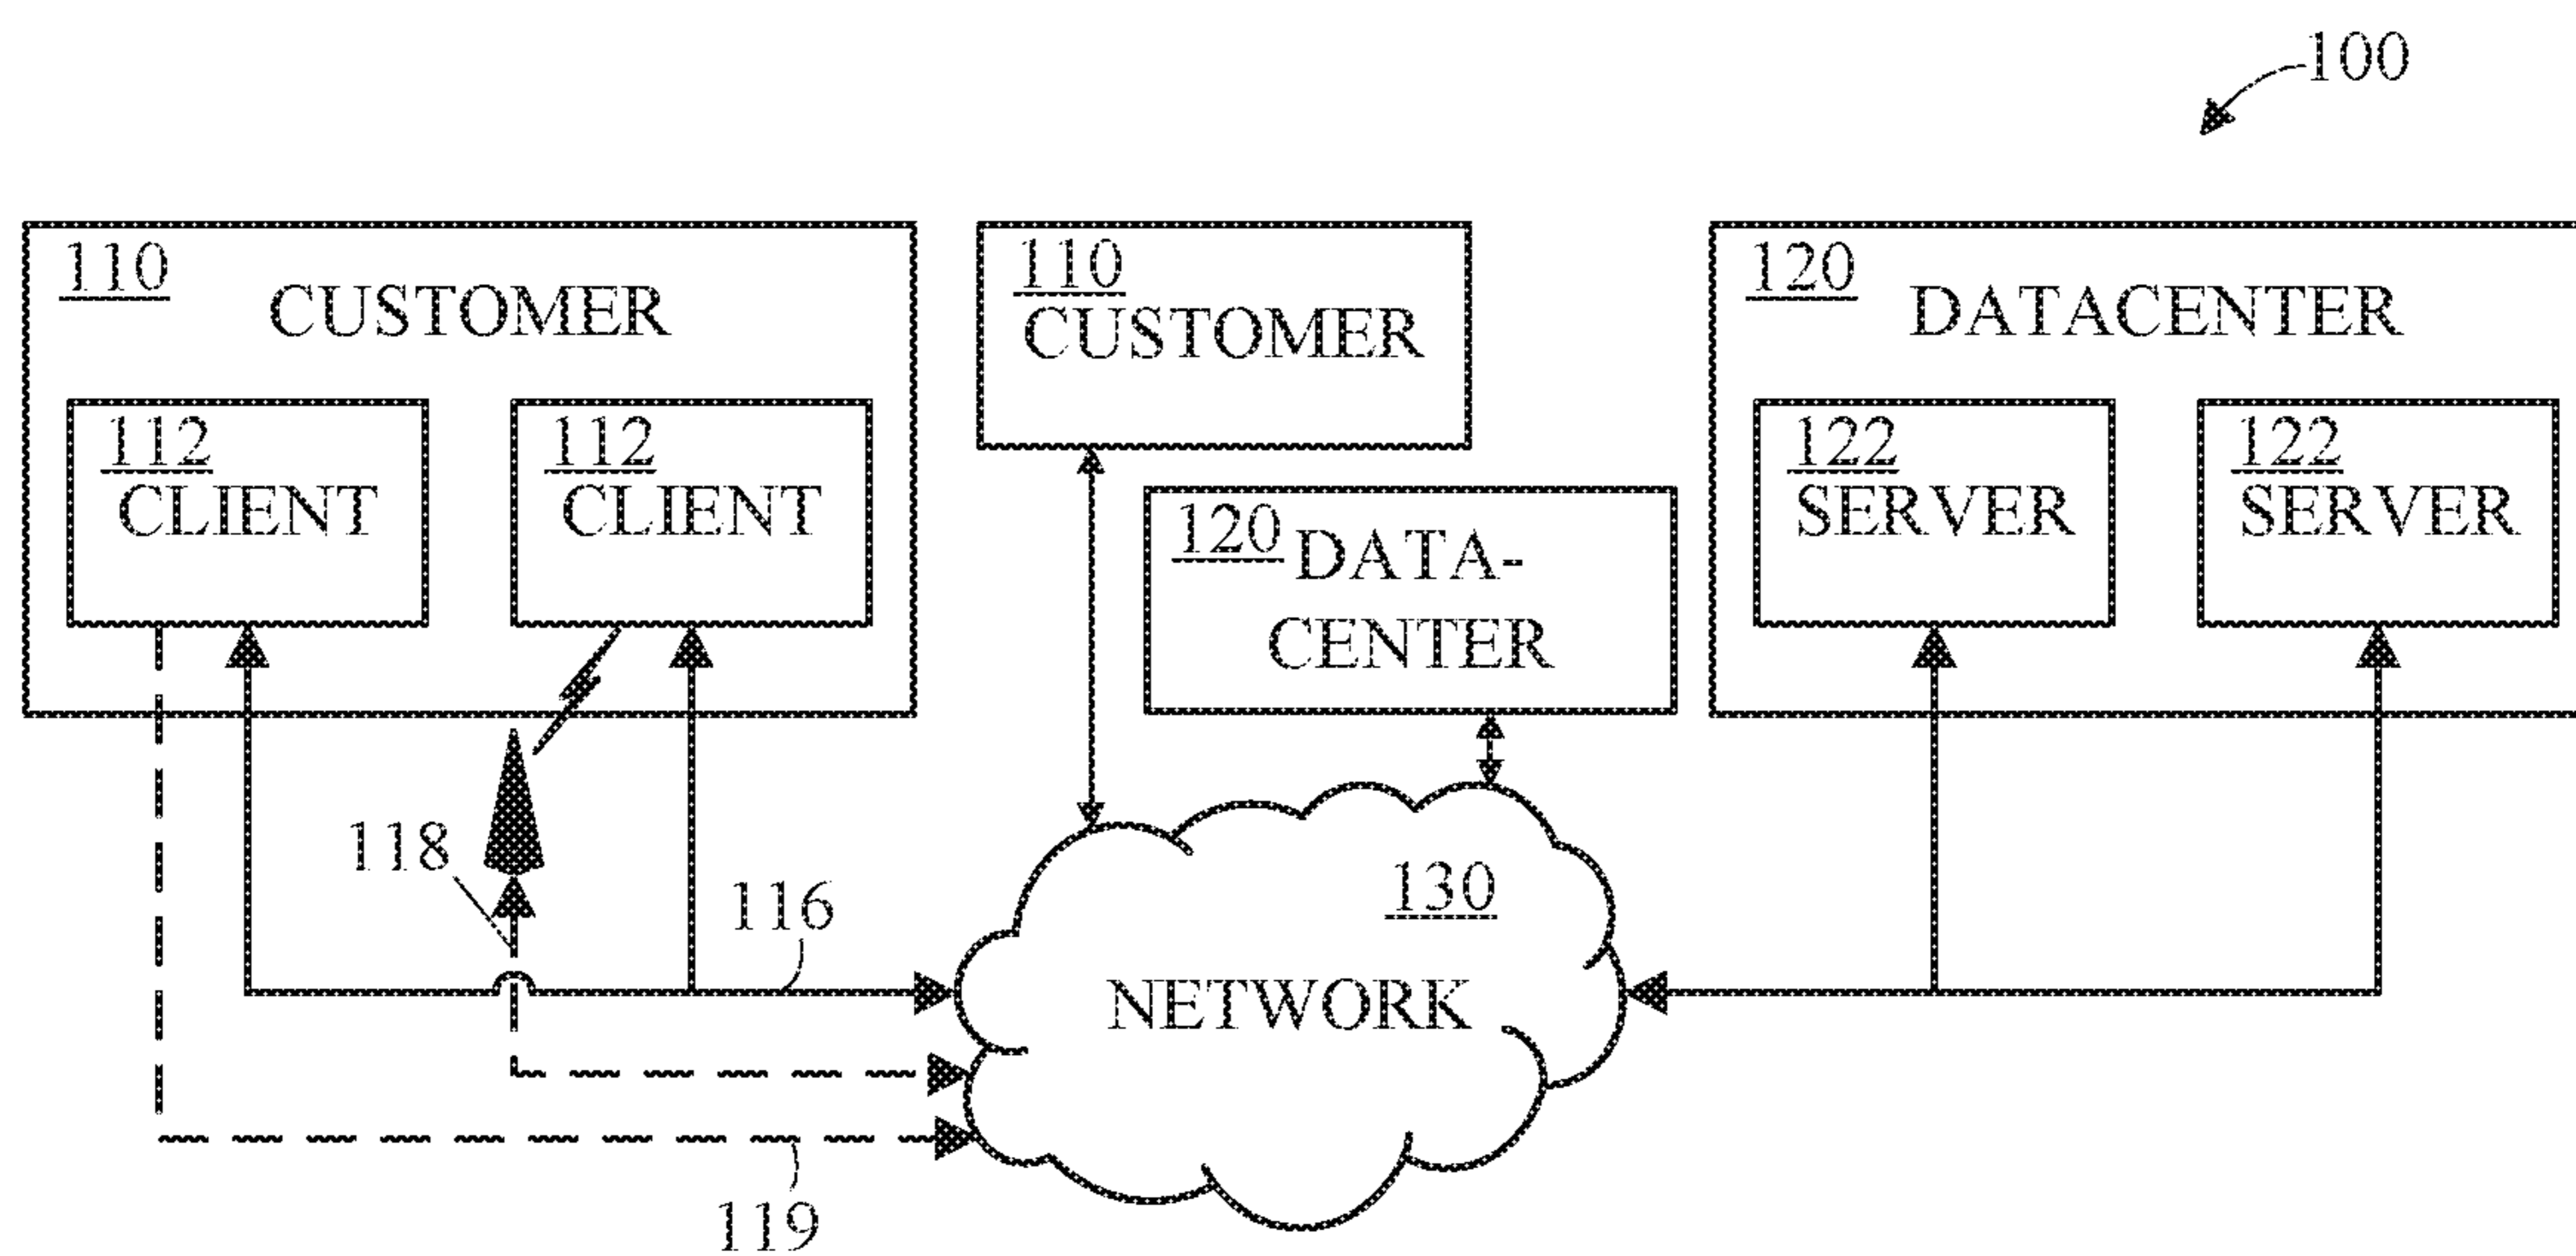 100
110
CUSTOMER
112
CLIENT
112
CLIENT
110
CUSTOMER
120 DATA-
CENTER
120
DATACENTER
122
SERVER
122
SERVER
118
116
130
NETWORK
119